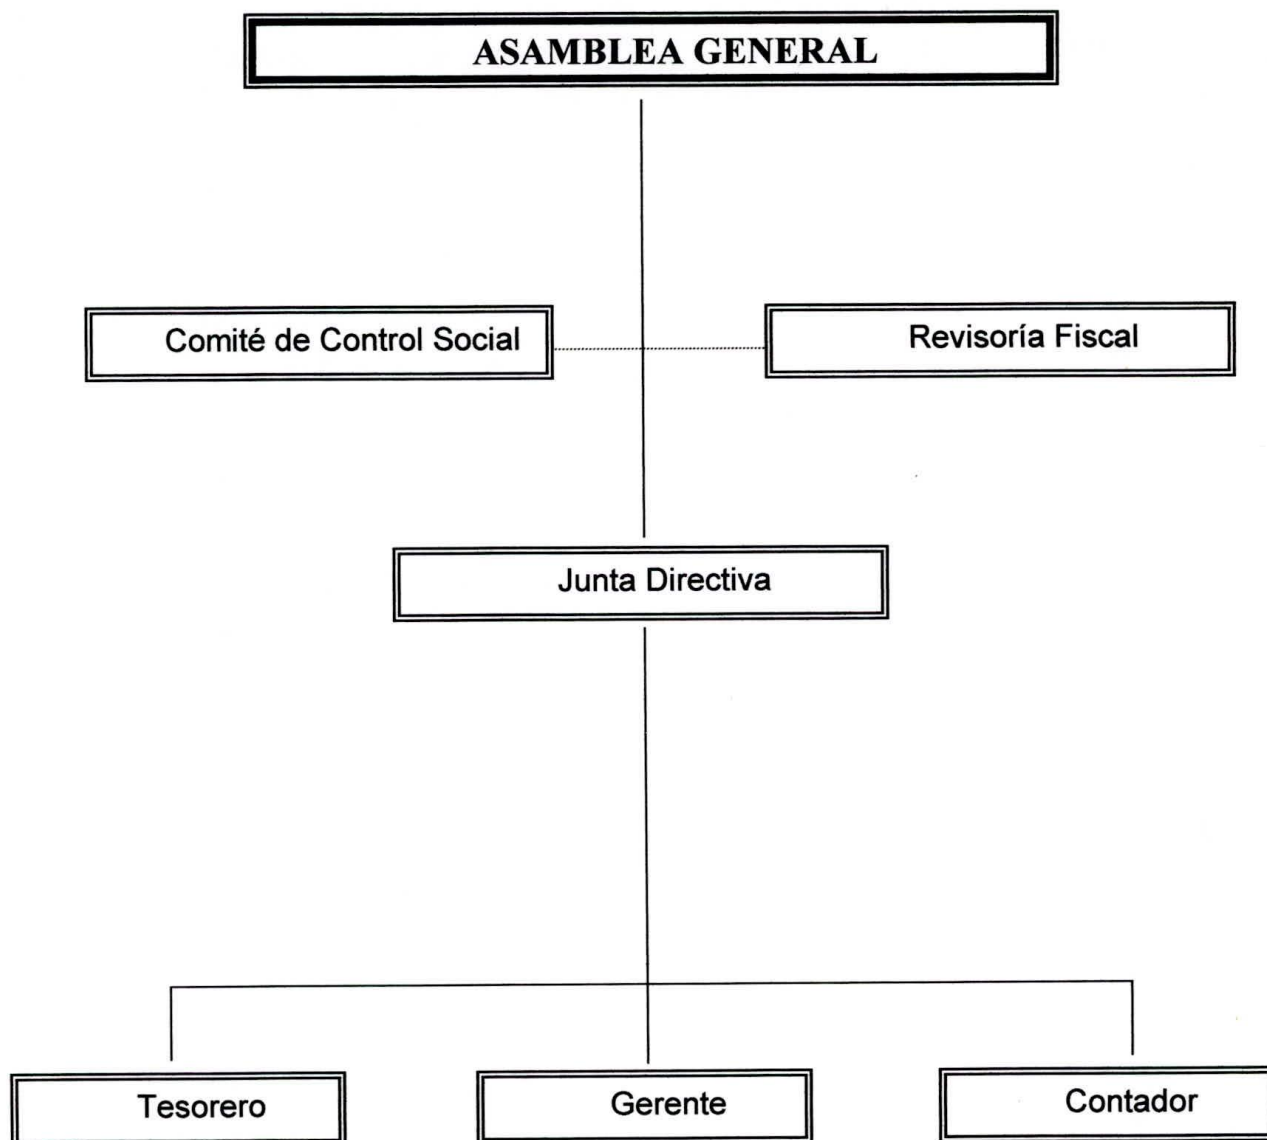 ASAMBLEA GENERAL
Comité de Control Social
Revisoría Fiscal
Junta Directiva
Tesorero
Gerente
Contador